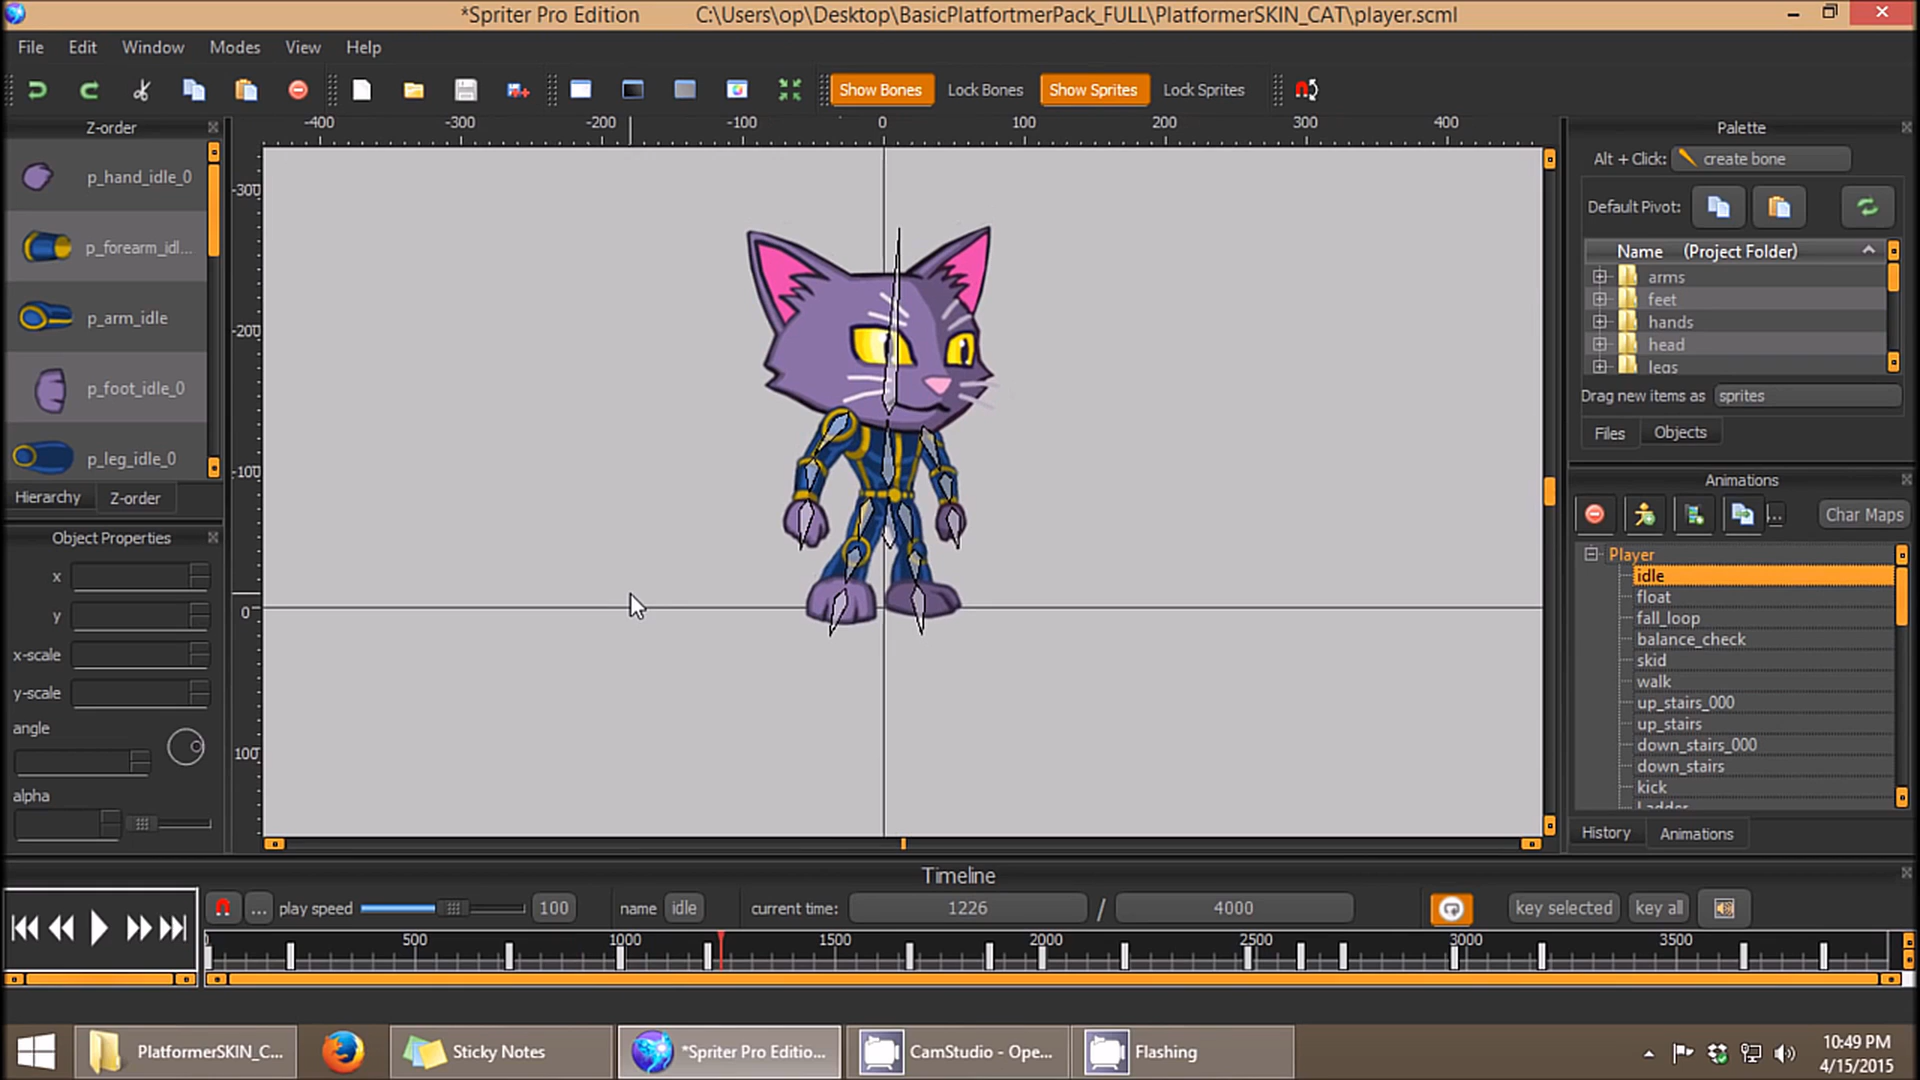 *Spriter Pro Edition C:\Users\op\Desktop\BasicPlatfortmerPack_FULL\PlatformerSKIN_CAT\player.scml
File Edit Window Modes View Help
Show Bones Lock Bones Show Sprites Lock Sprites
Z-order
p_hand_idle_0
p_forearm_idl...
p_arm_idle
p_foot_idle_0
p_leg_idle_0
Hierarchy Z-order
Object Properties
x
y
x-scale
y-scale
angle
alpha
-400 -300 -200 -100 0 100 200 300 400
-300
-200
-100
0
100
Palette
Alt + Click: create bone
Default Pivot:
Name (Project Folder)
arms
feet
hands
head
legs
Drag new items as sprites
Files Objects
Animations
... Char Maps
Player
idle
float
fall_loop
balance_check
skid
walk
up_stairs_000
up_stairs
down_stairs_000
down_stairs
kick
Ladder
History Animations
Timeline
... play speed 100 name idle current time: 1226 / 4000 key selected key all
0 500 1000 1500 2000 2500 3000 3500
PlatformerSKIN_C... Sticky Notes *Spriter Pro Editio... CamStudio - Ope... Flashing
10:49 PM
4/15/2015